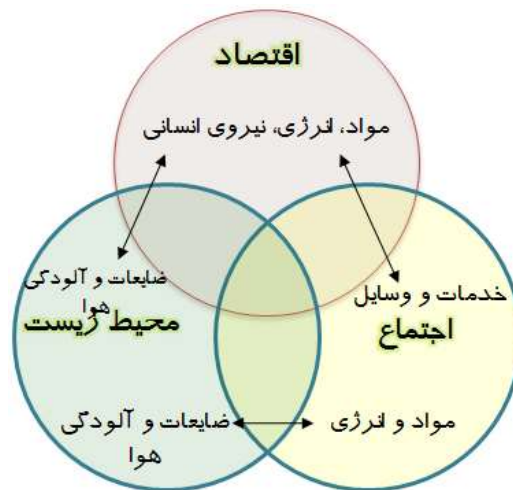 اقتصاد
مواد، انرژی، نیروی انسانی
ضایعات و آلودگی
هوا
خدمات و وسایل
محیط زیست
اجتماع
ضایعات و آلودگی
هوا
مواد و انرژی